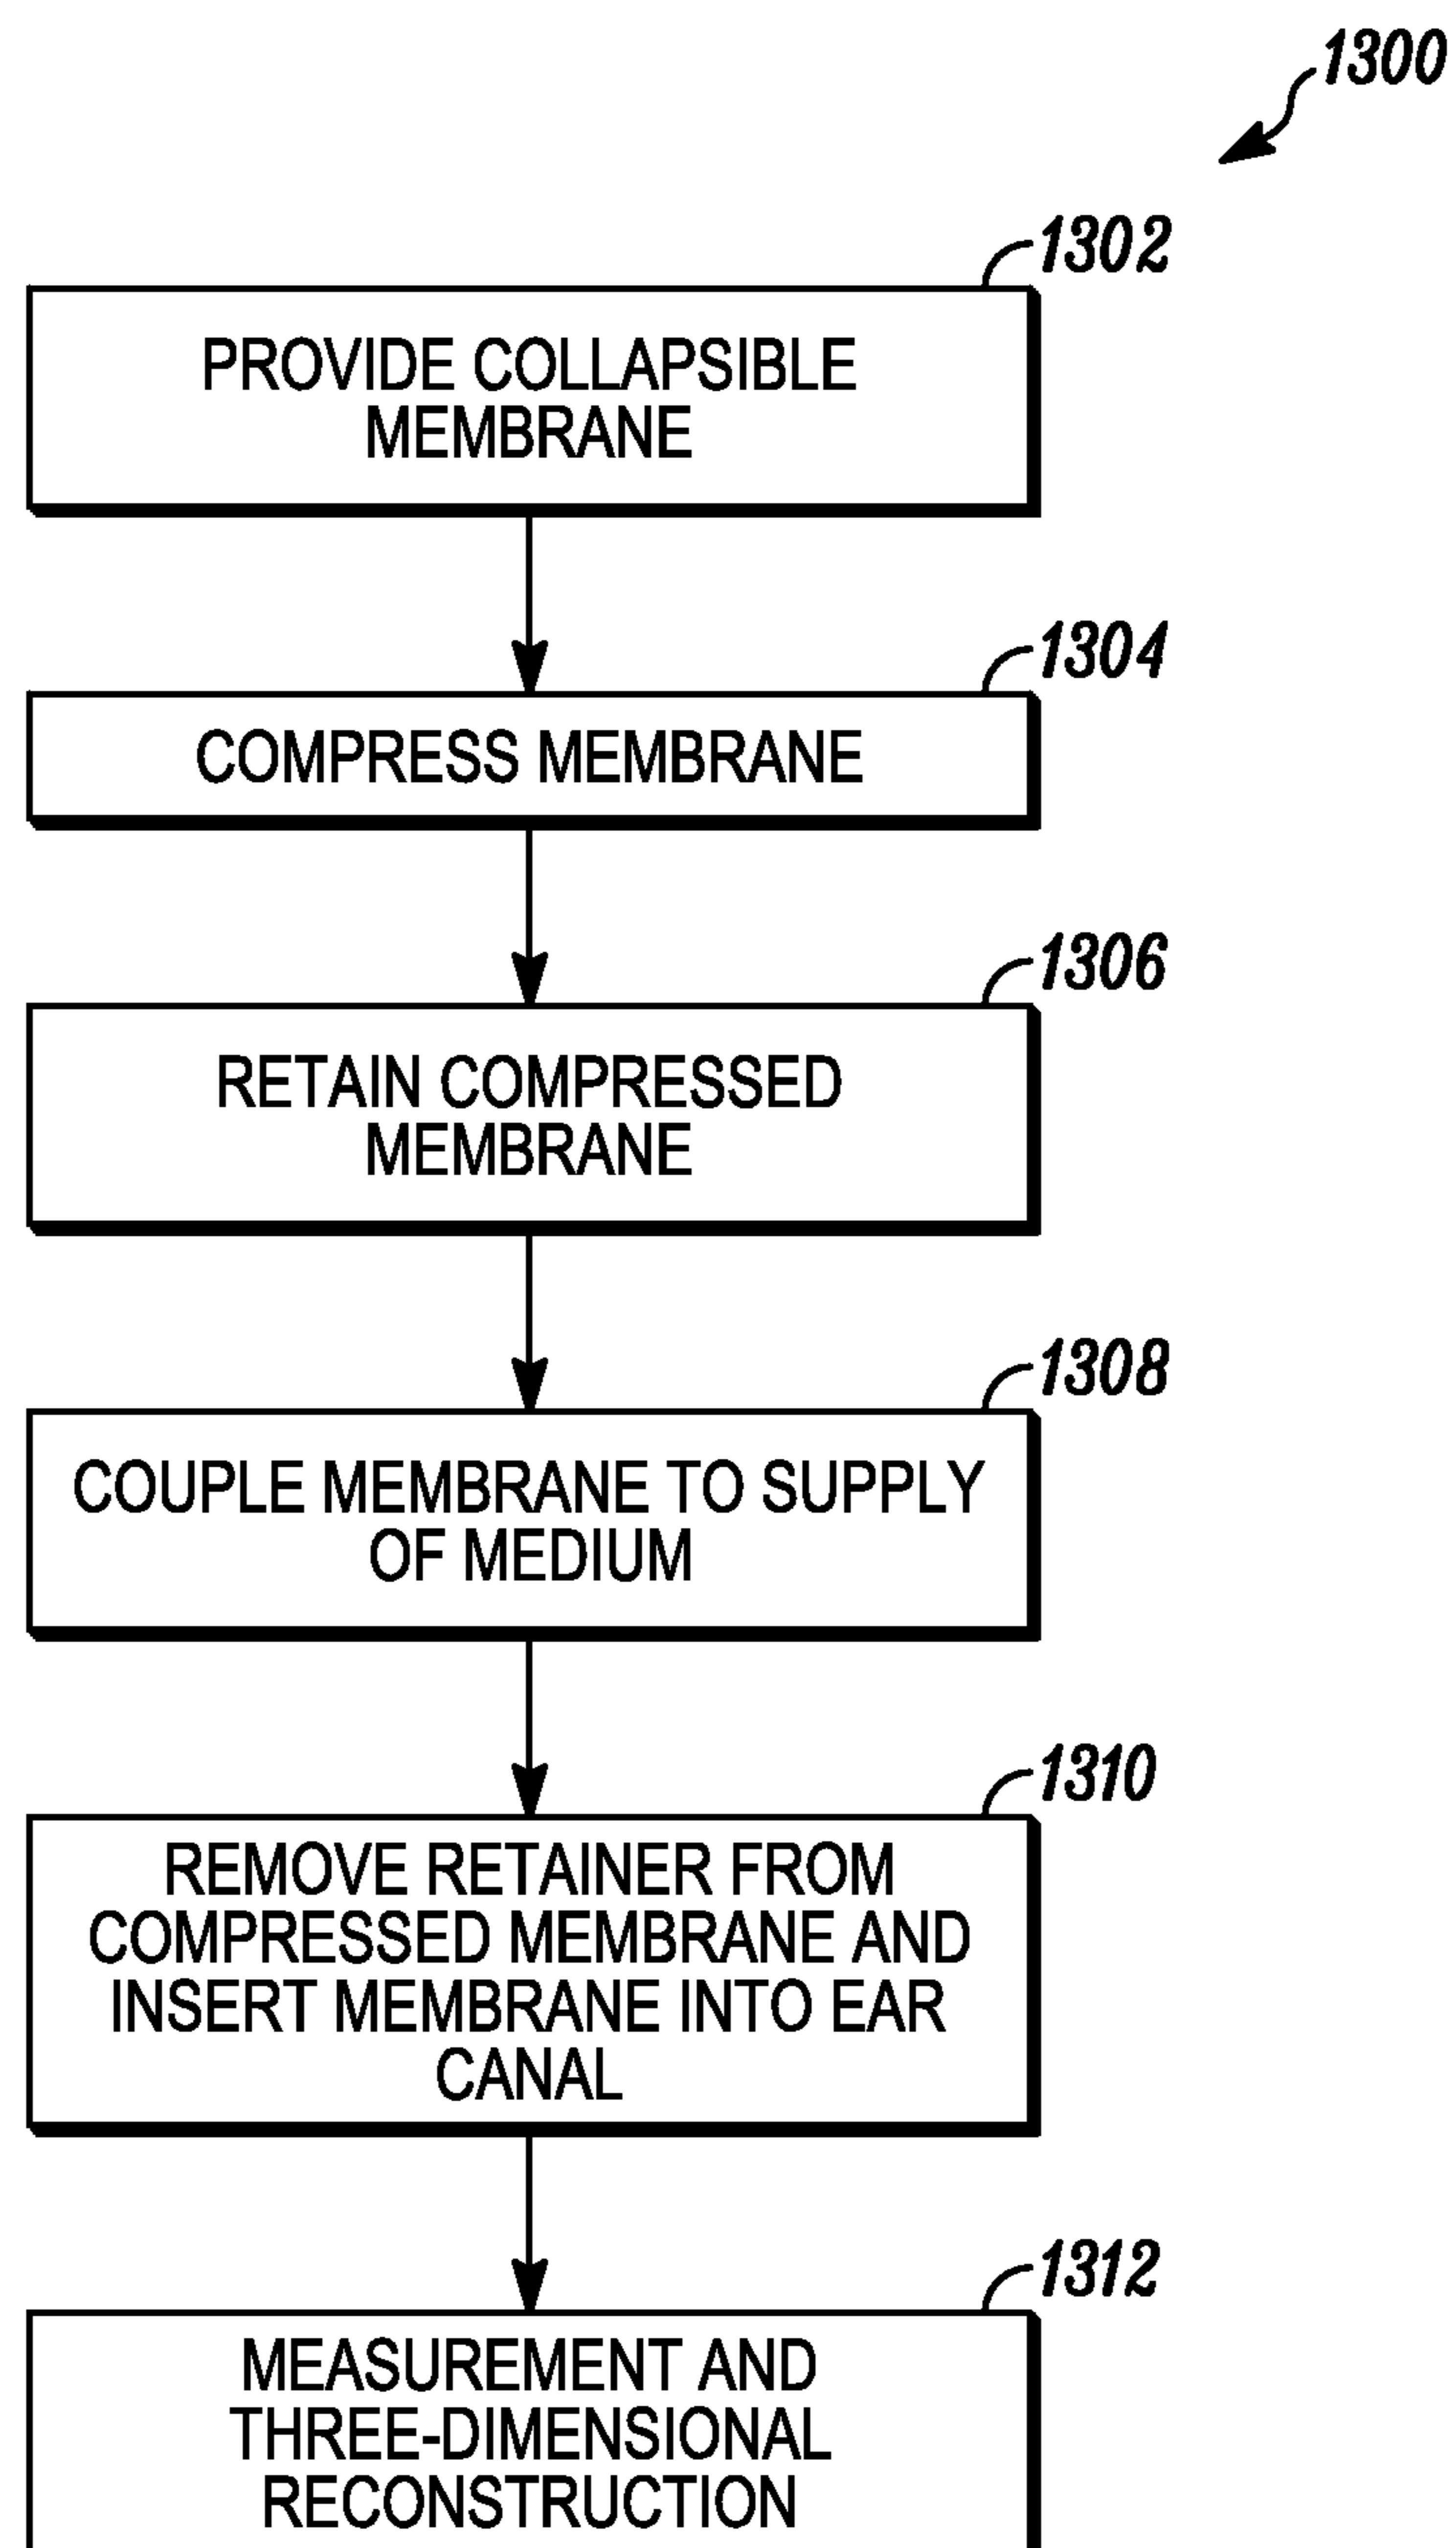 1300
1302
PROVIDE COLLAPSIBLE
MEMBRANE
1304
COMPRESS MEMBRANE
1306
RETAIN COMPRESSED
MEMBRANE
1308
COUPLE MEMBRANE TO SUPPLY
OF MEDIUM
1310
REMOVE RETAINER FROM
COMPRESSED MEMBRANE AND
INSERT MEMBRANE INTO EAR
CANAL
1312
MEASUREMENT AND
THREE-DIMENSIONAL
RECONSTRUCTION